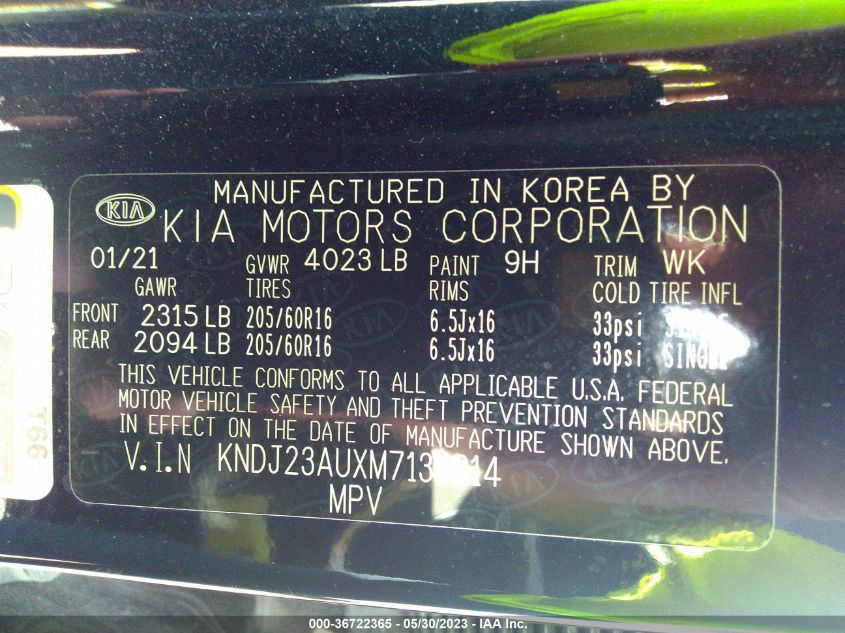 MANUFACTURED IN KOREA BY
KIA KIA MOTORS CORPORATION
01/21 GVWR 4023 LB PAINT 9H TRIM WK
GAWR TIRES RIMS COLD TIRE INFL
FRONT 2315 LB 205/60R16 6.5Jx16 33psi
REAR 2094 LB 205/60R16 6.5Jx16 33psi SINGLE
THIS VEHICLE CONFORMS TO ALL APPLICABLE U.S.A. FEDERAL
MOTOR VEHICLE SAFETY AND THEFT PREVENTION STANDARDS
IN EFFECT ON THE DATE OF MANUFACTURE SHOWN ABOVE.
V.I.N
MPV
T66
000-36722365 - 05/30/2023 - IAA Inc.